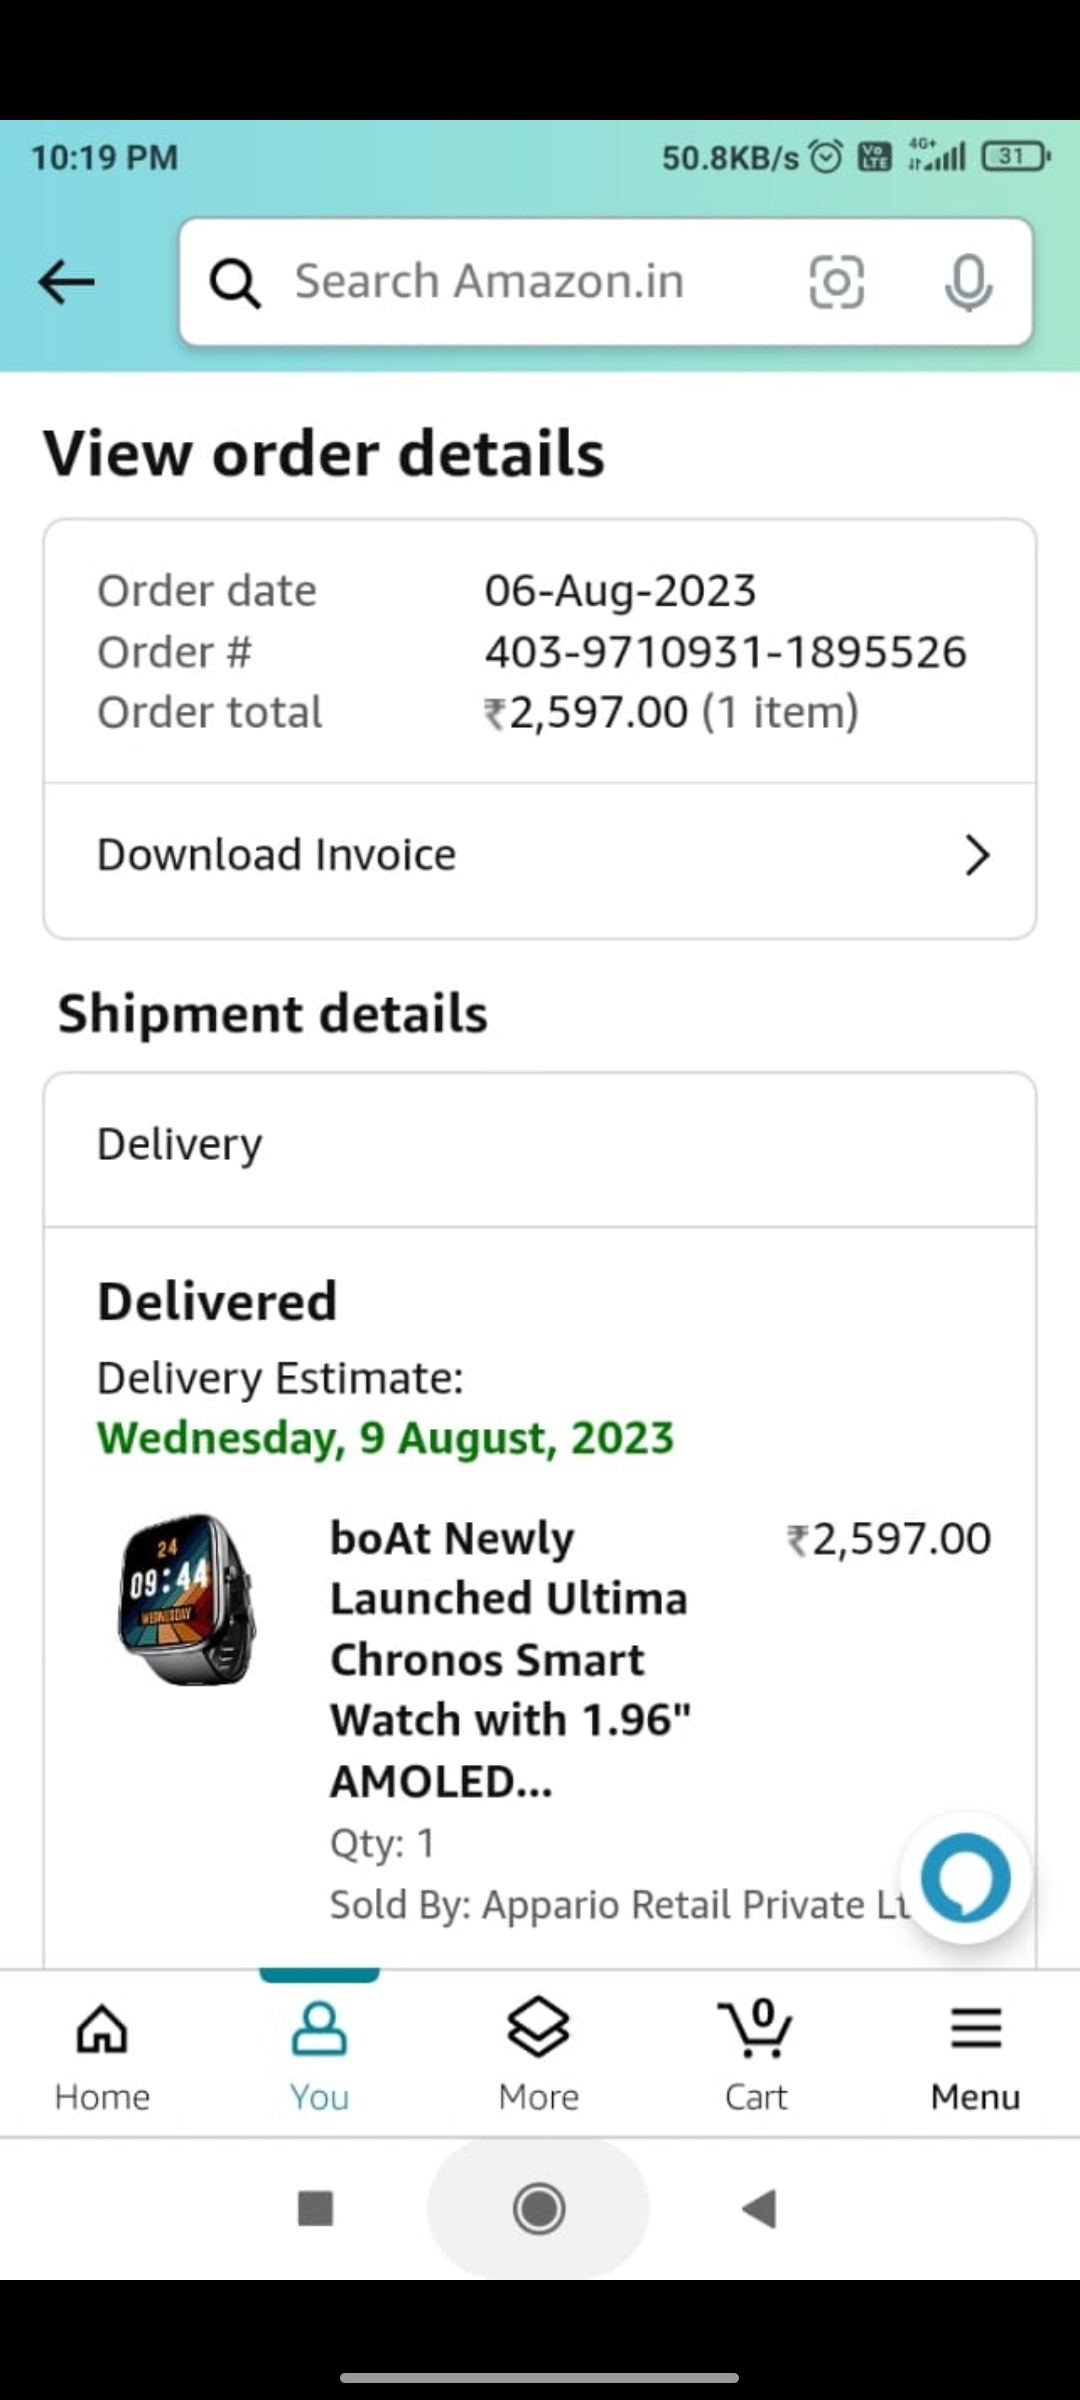 10:19 PM 50.8KB/s Vo LTE 4G+ 31
Search Amazon.in
View order details
Order date 06-Aug-2023
Order # 403-9710931-1895526
Order total ₹2,597.00 (1 item)
Download Invoice
Shipment details
Delivery
Delivered
Delivery Estimate:
Wednesday, 9 August, 2023
24
09:44
WEDNESDAY
boAt Newly ₹2,597.00
Launched Ultima
Chronos Smart
Watch with 1.96"
AMOLED...
Qty: 1
Sold By: Appario Retail Private Lt
0
Home You More Cart Menu